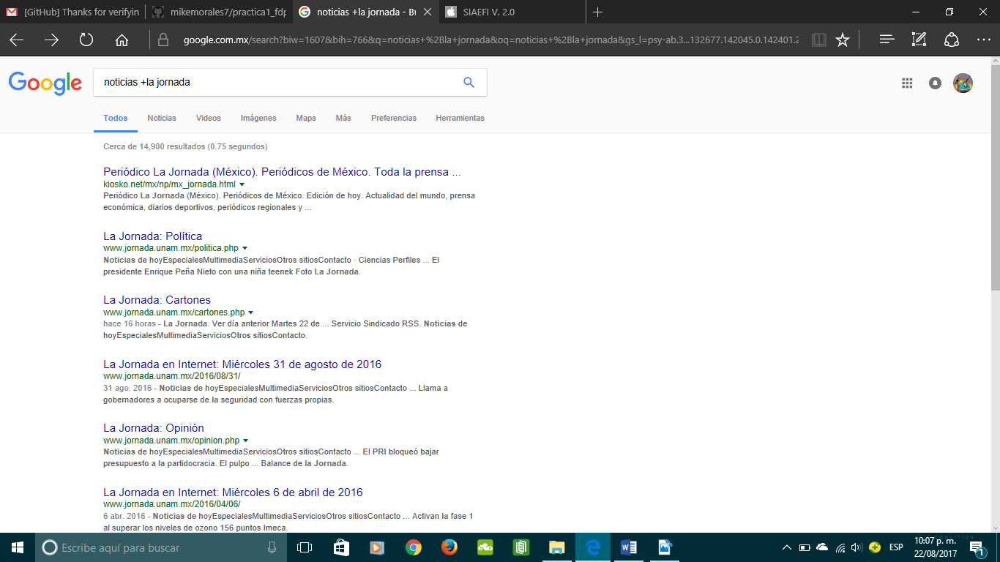 [GitHub] Thanks for verifyin
mikemorales7/practica1_fdp
noticias +la jornada - Bu
SIAEFI V. 2.0
google.com.mx/search?biw=1607&bih=766&q=noticias+%2Bla+jornada&oq=noticias+%2Bla+jornada&gs_l=psy-ab.3...132677.142045.0.142401.2
Google
noticias +la jornada
Todos Noticias Videos Imágenes Maps Más Preferencias Herramientas
Cerca de 14,900 resultados (0.75 segundos)
Periódico La Jornada (México). Periódicos de México. Toda la prensa ...
kiosko.net/mx/np/mx_jornada.html
Periódico La Jornada (México). Periódicos de México. Edición de hoy. Actualidad del mundo, prensa
económica, diarios deportivos, periódicos regionales y ...
La Jornada: Política
www.jornada.unam.mx/politica.php
Noticias de hoyEspecialesMultimediaServiciosOtros sitiosContacto · Ciencias Perfiles ... El
presidente Enrique Peña Nieto con una niña teenek Foto La Jornada.
La Jornada: Cartones
www.jornada.unam.mx/cartones.php
hace 16 horas - La Jornada. Ver día anterior Martes 22 de ... Servicio Sindicado RSS. Noticias de
hoyEspecialesMultimediaServiciosOtros sitiosContacto.
La Jornada en Internet: Miércoles 31 de agosto de 2016
www.jornada.unam.mx/2016/08/31/
31 ago. 2016 - Noticias de hoyEspecialesMultimediaServiciosOtros sitiosContacto ... Llama a
gobernadores a ocuparse de la seguridad con fuerzas propias.
La Jornada: Opinión
www.jornada.unam.mx/opinion.php
Noticias de hoyEspecialesMultimediaServiciosOtros sitiosContacto ... El PRI bloqueó bajar
presupuesto a la partidocracia. El pulpo ... Balance de la Jornada.
La Jornada en Internet: Miércoles 6 de abril de 2016
www.jornada.unam.mx/2016/04/06/
6 abr. 2016 - Noticias de hoyEspecialesMultimediaServiciosOtros sitiosContacto ... Activan la fase 1
al superar los niveles de ozono 156 puntos Imeca.
Escribe aquí para buscar
ESP
10:07 p. m.
22/08/2017
1